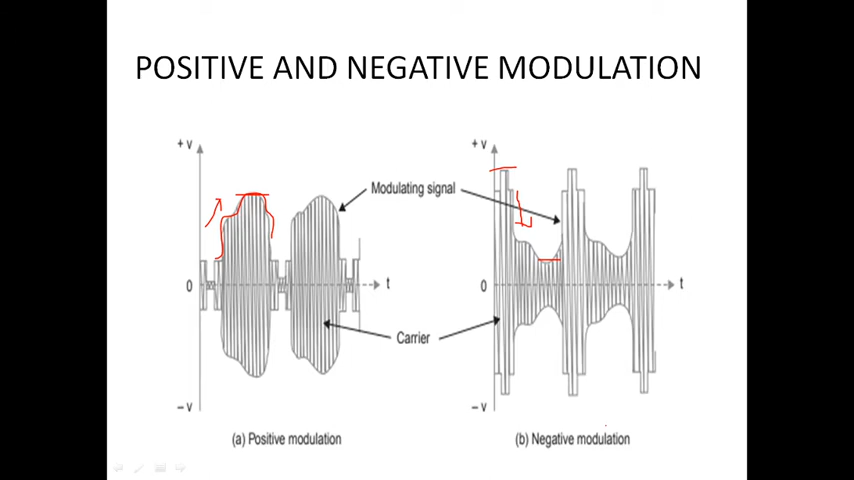 POSITIVE AND NEGATIVE MODULATION
+ v
+ v
Modulating signal
0
t
0
t
Carrier
– v
– v
(a) Positive modulation
(b) Negative modulation